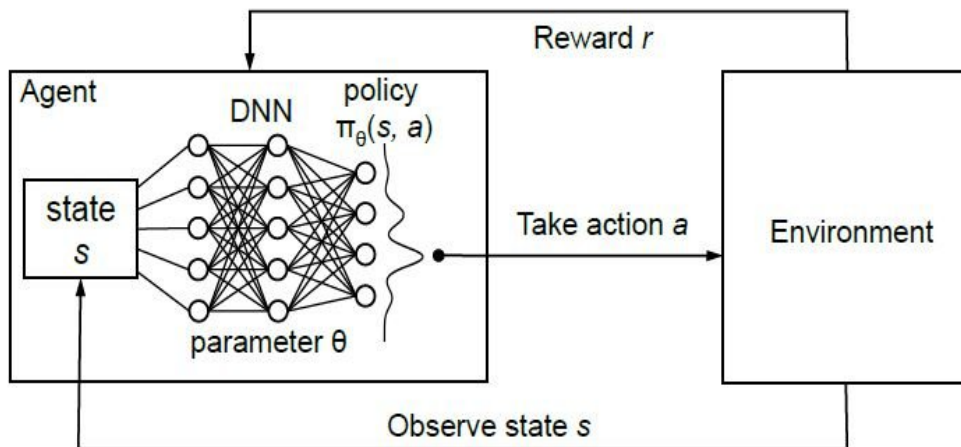 Reward r
Agent
policy
DNN
πθ(s, a)
state
s
Take action a
Environment
parameter θ
Observe state s